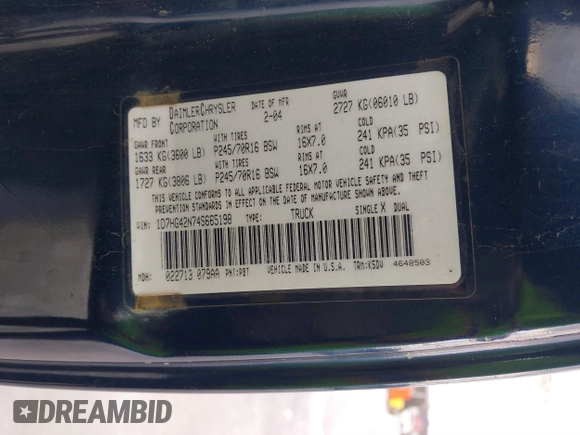 MFD BY DAIMLERCHRYSLER CORPORATION DATE OF MFR 2-04 GVWR 2727 KG(06010 LB)
GAWR FRONT WITH TIRES RIMS AT COLD
1633 KG(3600 LB) P245/70R16 BSW 16X7.0 241 KPA(35 PSI)
GAWR REAR WITH TIRES RIMS AT COLD
1727 KG(3806 LB) P245/70R16 BSW 16X7.0 241 KPA(35 PSI)
THIS VEHICLE CONFORMS TO ALL APPLICABLE FEDERAL MOTOR VEHICLE SAFETY AND THEFT
PREVENTION STANDARDS IN EFFECT ON THE DATE OF MANUFACTURE SHOWN ABOVE.
VIN: 1D7HG42N74S665198 TYPE: TRUCK SINGLE X DUAL
MDH: 022713 079AA PNT:PBT VEHICLE MADE IN U.S.A. TRM:K5DV 4648503
DREAMBID